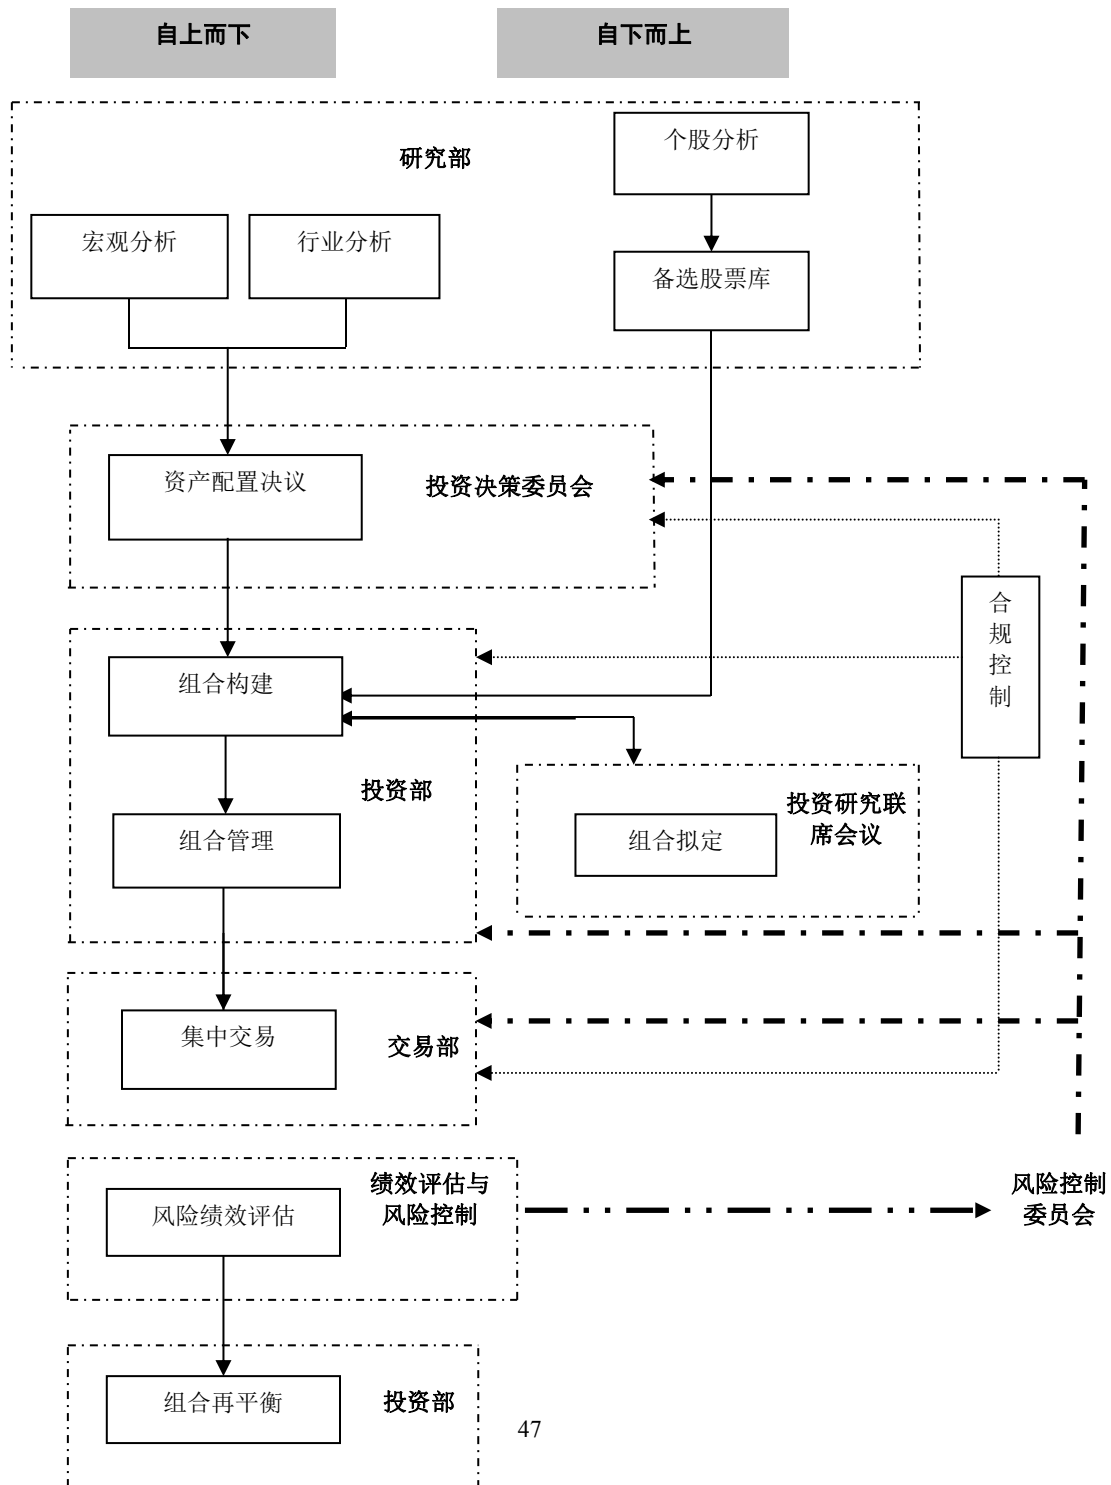 自上而下
自下而上
个股分析
研究部
宏观分析
行业分析
备选股票库
资产配置决议
投资决策委员会
合
规
控
制
组合构建
投资部
投资研究联
席会议
组合管理
组合拟定
集中交易
交易部
绩效评估与
风险控制
风险绩效评估
风险控制
委员会
组合再平衡
投资部
47